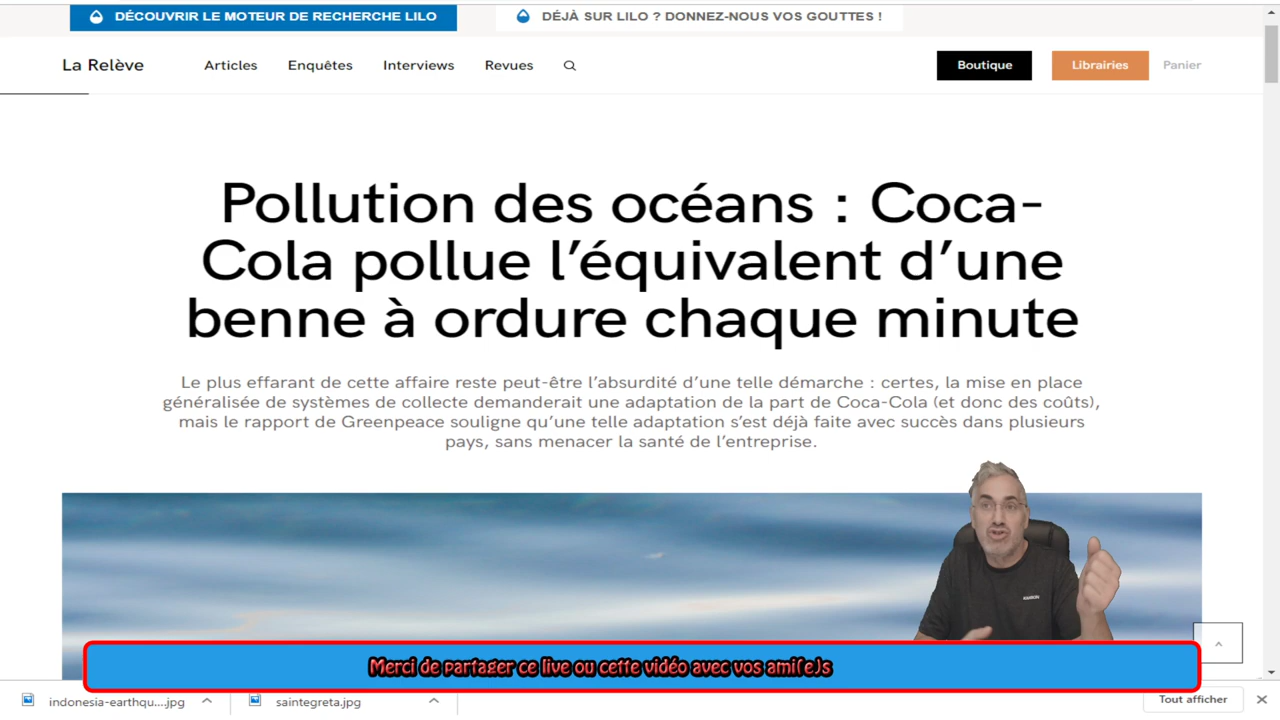 DÉCOUVRIR LE MOTEUR DE RECHERCHE LILO
DÉJÀ SUR LILO ? DONNEZ-NOUS VOS GOUTTES !
La Relève
Articles
Enquêtes
Interviews
Revues
Boutique
Librairies
Panier
Pollution des océans : Coca-
Cola pollue l’équivalent d’une
benne à ordure chaque minute
Le plus effarant de cette affaire reste peut-être l’absurdité d’une telle démarche : certes, la mise en place
généralisée de systèmes de collecte demanderait une adaptation de la part de Coca-Cola (et donc des coûts),
mais le rapport de Greenpeace souligne qu’une telle adaptation s’est déjà faite avec succès dans plusieurs
pays, sans menacer la santé de l’entreprise.
Merci de partager ce live ou cette vidéo avec vos ami(e)s
indonesia-earthqu....jpg
saintegreta.jpg
Tout afficher